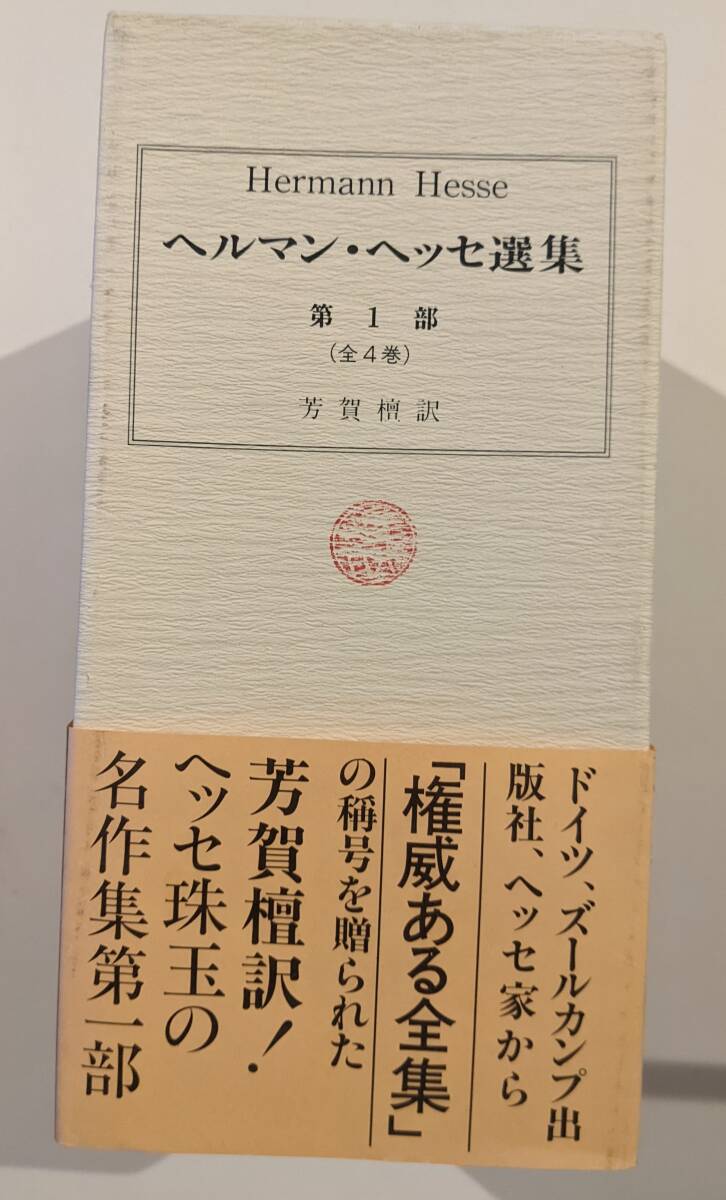 Hermann Hesse
ヘルマン・ヘッセ選集
第 1 部
(全4巻)
芳賀檀訳
ドイツ、ズールカンプ出
版社、ヘッセ家から
「権威ある全集」
の稱号を贈られた
芳賀檀訳！
ヘッセ珠玉の
名作集第一部